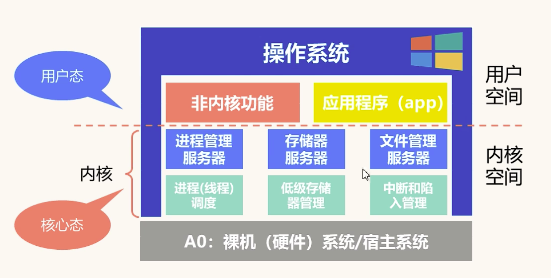 操作系统
用户态
非内核功能
应用程序（app）
用户
空间
进程管理
服务器
存储器
服务器
文件管理
服务器
内核
内核
空间
进程(线程)
调度
低级存储
器管理
中断和陷
入管理
核心态
A0：裸机（硬件）系统/宿主系统